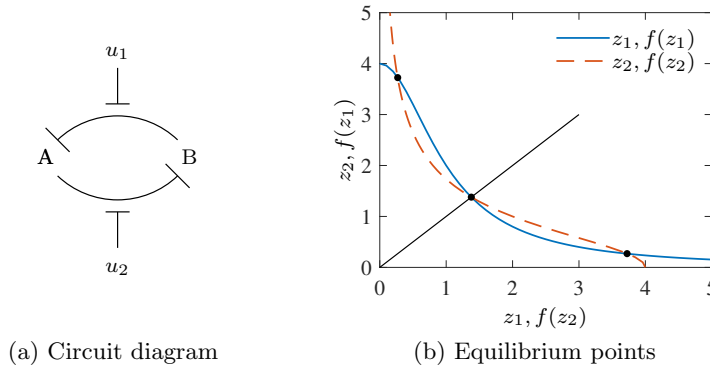 u1
A
B
u2
(a) Circuit diagram
5
4
3
2
1
0
z2, f(z1)
z1, f(z1)
z2, f(z2)
0 1 2 3 4 5
z1, f(z2)
(b) Equilibrium points